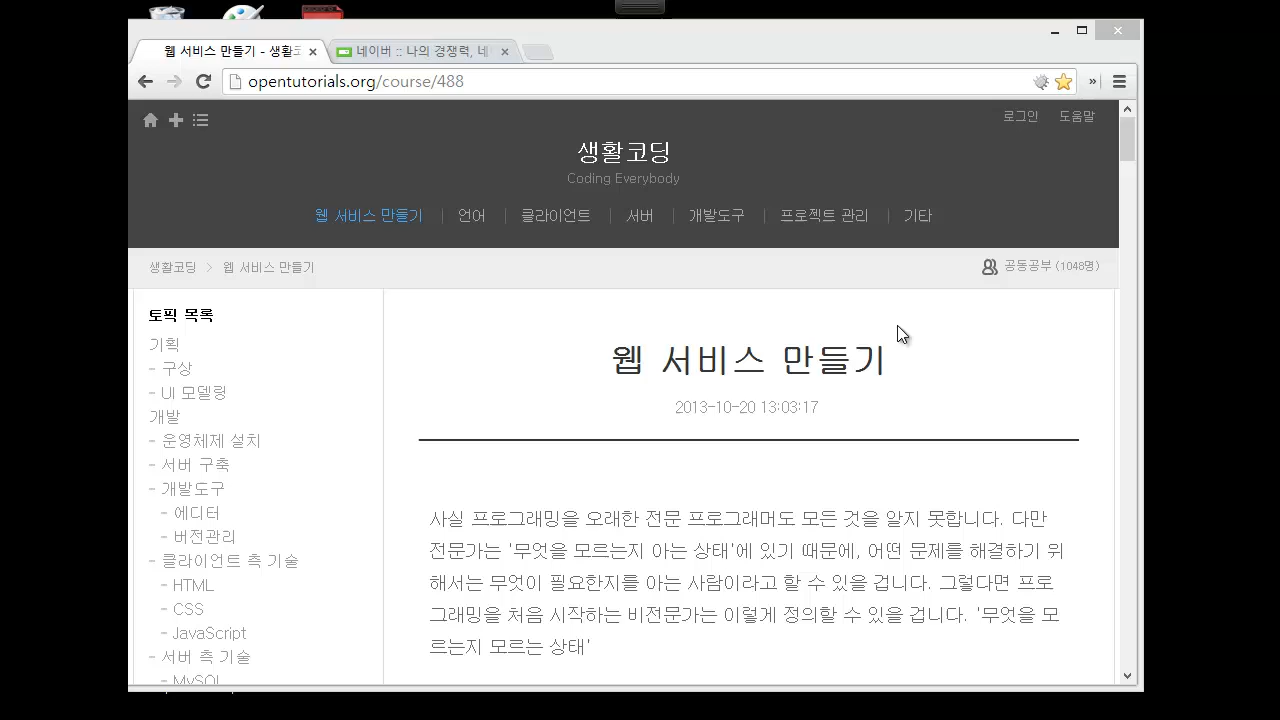 웹 서비스 만들기 - 생활코
네이버 :: 나의 경쟁력, 네
opentutorials.org/course/488
로그인 도움말
생활코딩
Coding Everybody
웹 서비스 만들기 언어 클라이언트 서버 개발도구 프로젝트 관리 기타
생활코딩 > 웹 서비스 만들기 공동공부 (1048명)
토픽 목록
기획
- 구상
- UI 모델링
개발
- 운영체제 설치
- 서버 구축
- 개발도구
- 에디터
- 버전관리
- 클라이언트 측 기술
- HTML
- CSS
- JavaScript
- 서버 측 기술
- MySQL
웹 서비스 만들기
2013-10-20 13:03:17
사실 프로그래밍을 오래한 전문 프로그래머도 모든 것을 알지 못합니다. 다만
전문가는 '무엇을 모르는지 아는 상태'에 있기 때문에, 어떤 문제를 해결하기 위
해서는 무엇이 필요한지를 아는 사람이라고 할 수 있을 겁니다. 그렇다면 프로
그래밍을 처음 시작하는 비전문가는 이렇게 정의할 수 있을 겁니다. '무엇을 모
르는지 모르는 상태'